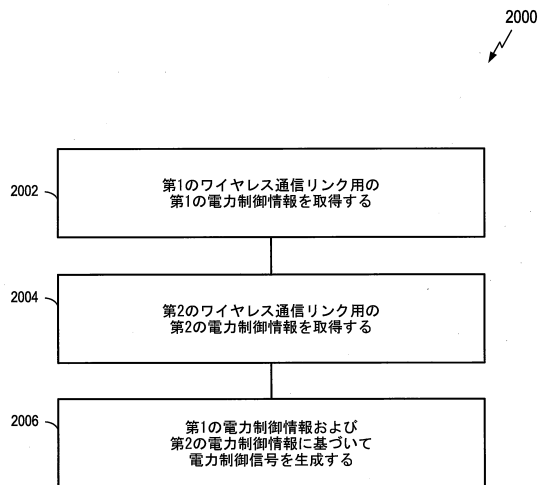 2000
2002
第1のワイヤレス通信リンク用の
第1の電力制御情報を取得する
2004
第2のワイヤレス通信リンク用の
第2の電力制御情報を取得する
2006
第1の電力制御情報および
第2の電力制御情報に基づいて
電力制御信号を生成する